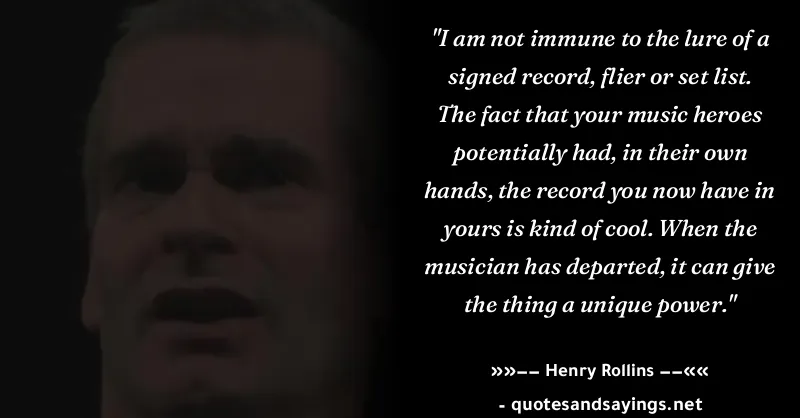 "I am not immune to the lure of a
signed record, flier or set list.
The fact that your music heroes
potentially had, in their own
hands, the record you now have in
yours is kind of cool. When the
musician has departed, it can give
the thing a unique power."
»»−− Henry Rollins −−««
- quotesandsayings.net